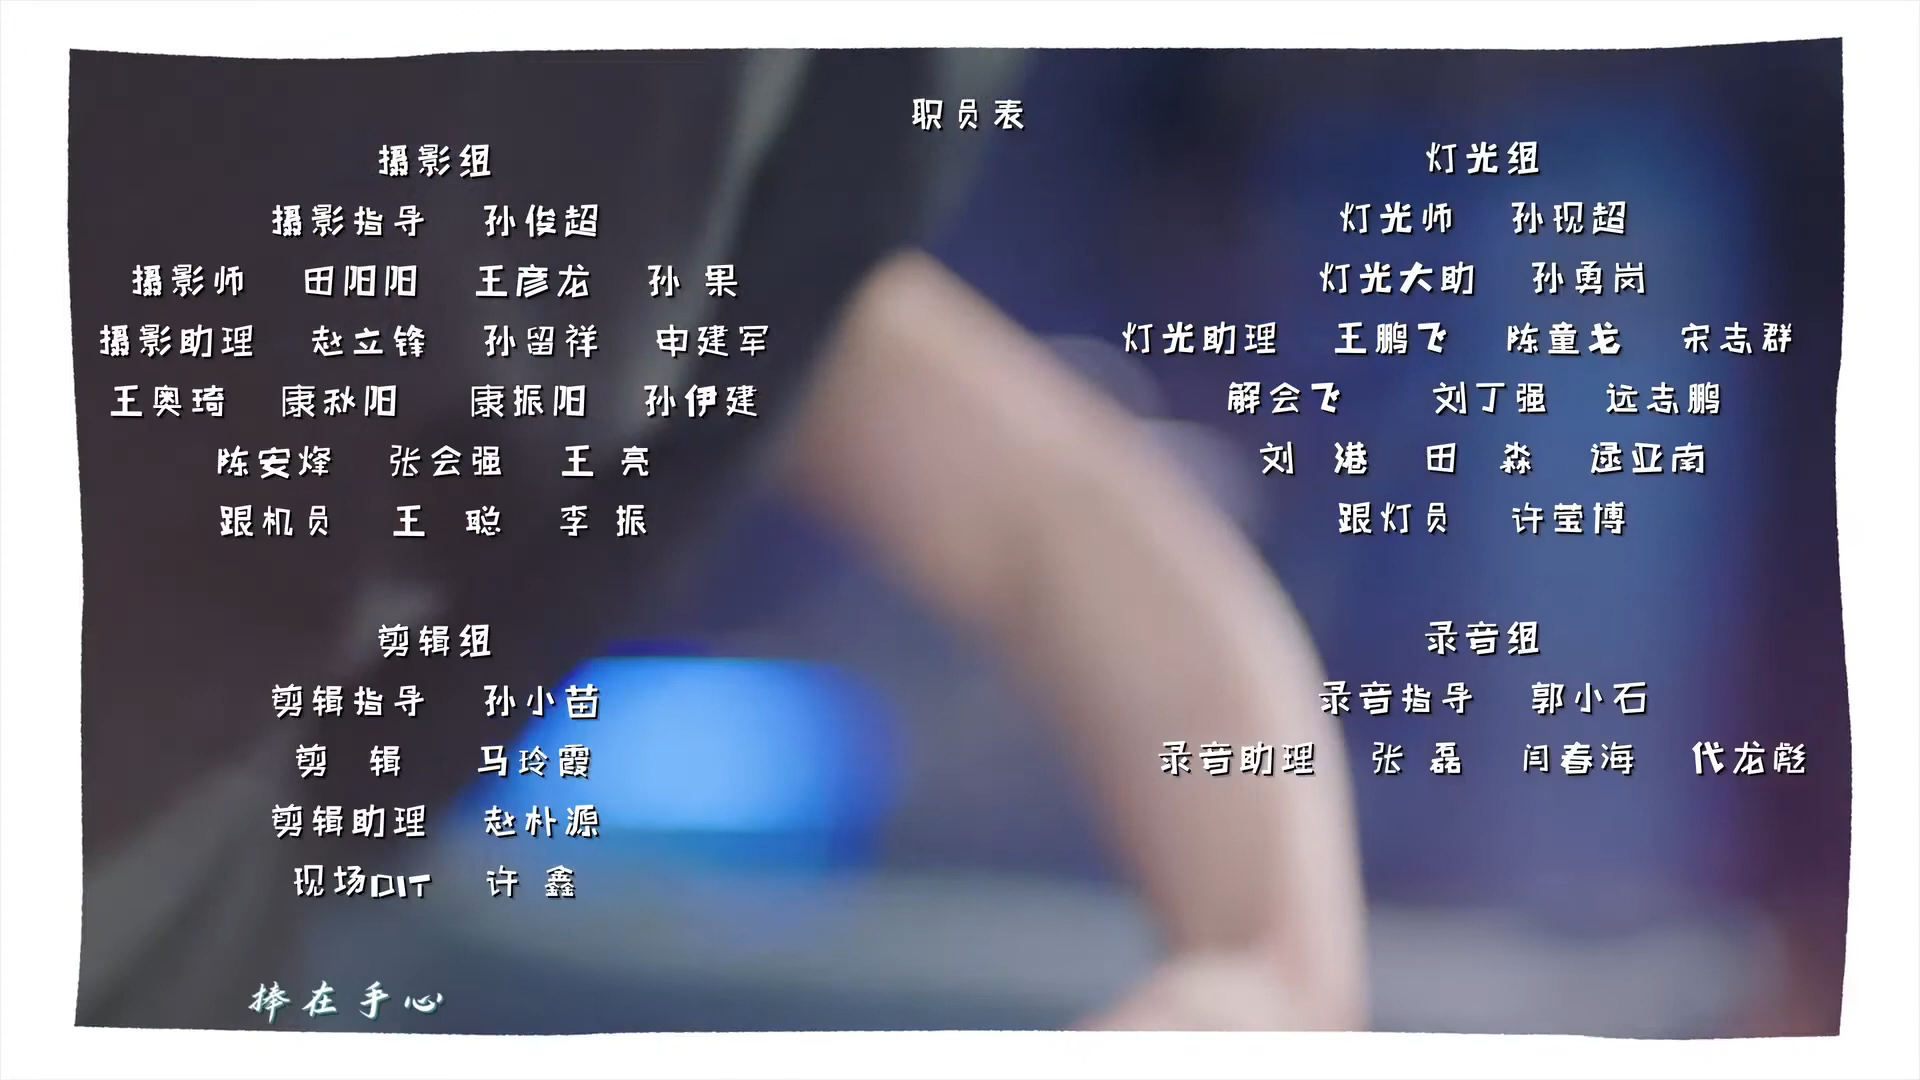 职员表
摄影组
摄影指导 孙俊超
摄影师 田阳阳 王彦龙 孙 果
摄影助理 赵立锋 孙留祥 申建军
王奥琦 康秋阳 康振阳 孙伊建
陈安烽 张会强 王 亮
跟机员 王 聪 李 振
剪辑组
剪辑指导 孙小苗
剪 辑 马玲霞
剪辑助理 赵朴源
现场DIT 许 鑫
灯光组
灯光师 孙现超
灯光大助 孙勇岗
灯光助理 王鹏飞 陈童戈 宋志群
解会飞 刘丁强 远志鹏
刘 港 田 淼 逯亚南
跟灯员 许莹博
录音组
录音指导 郭小石
录音助理 张 磊 闫春海 代龙彪
捧在手心